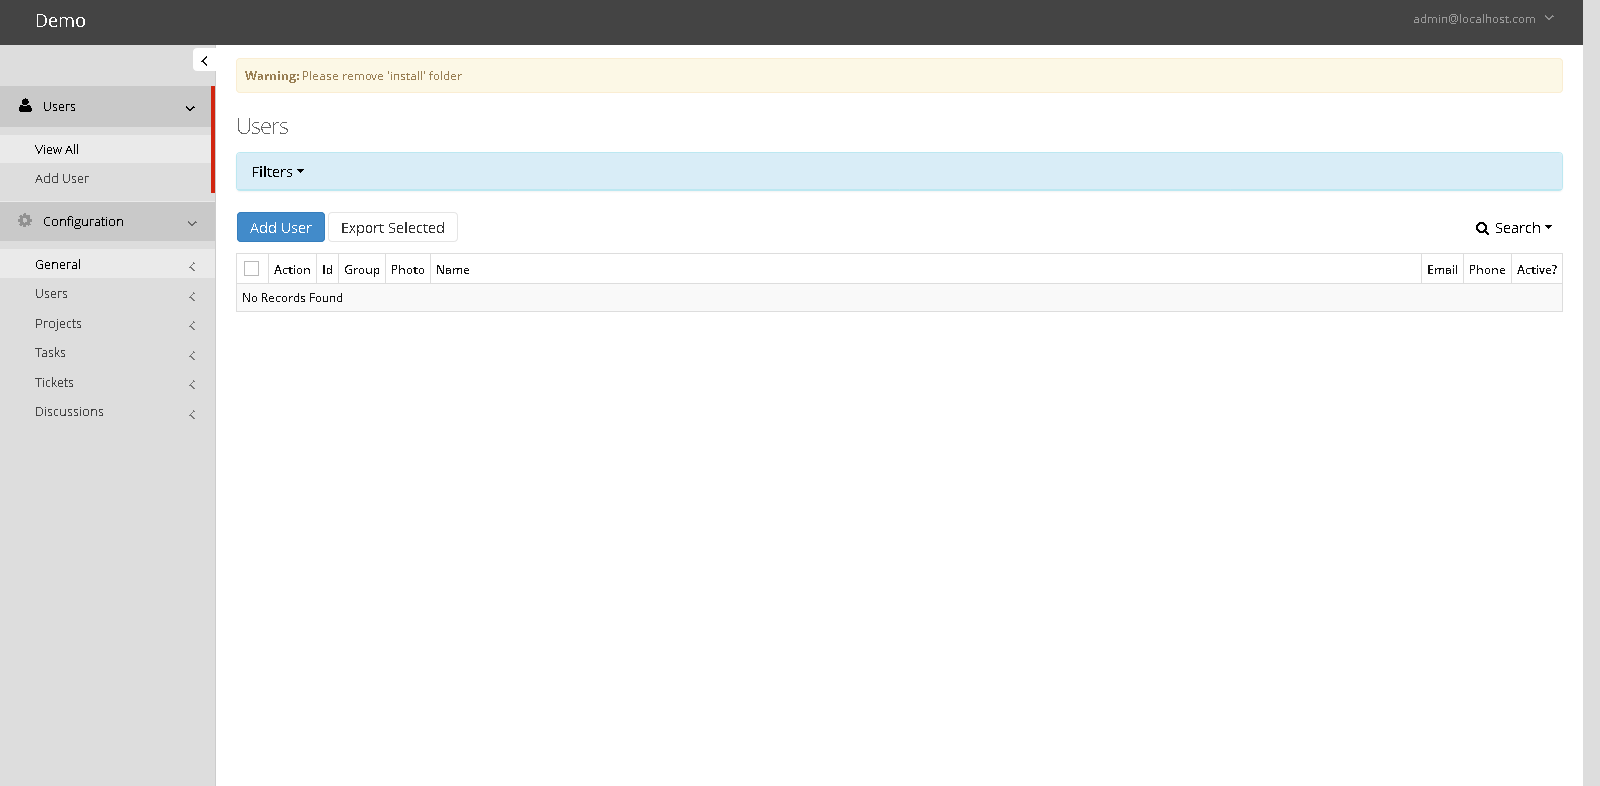 Demo
admin@localhost.com
Warning: Please remove 'install' folder
Users
View All
Add User
Configuration
General
Users
Projects
Tasks
Tickets
Discussions
Users
Filters
Add User
Export Selected
Search
Action Id Group Photo Name Email Phone Active?
No Records Found